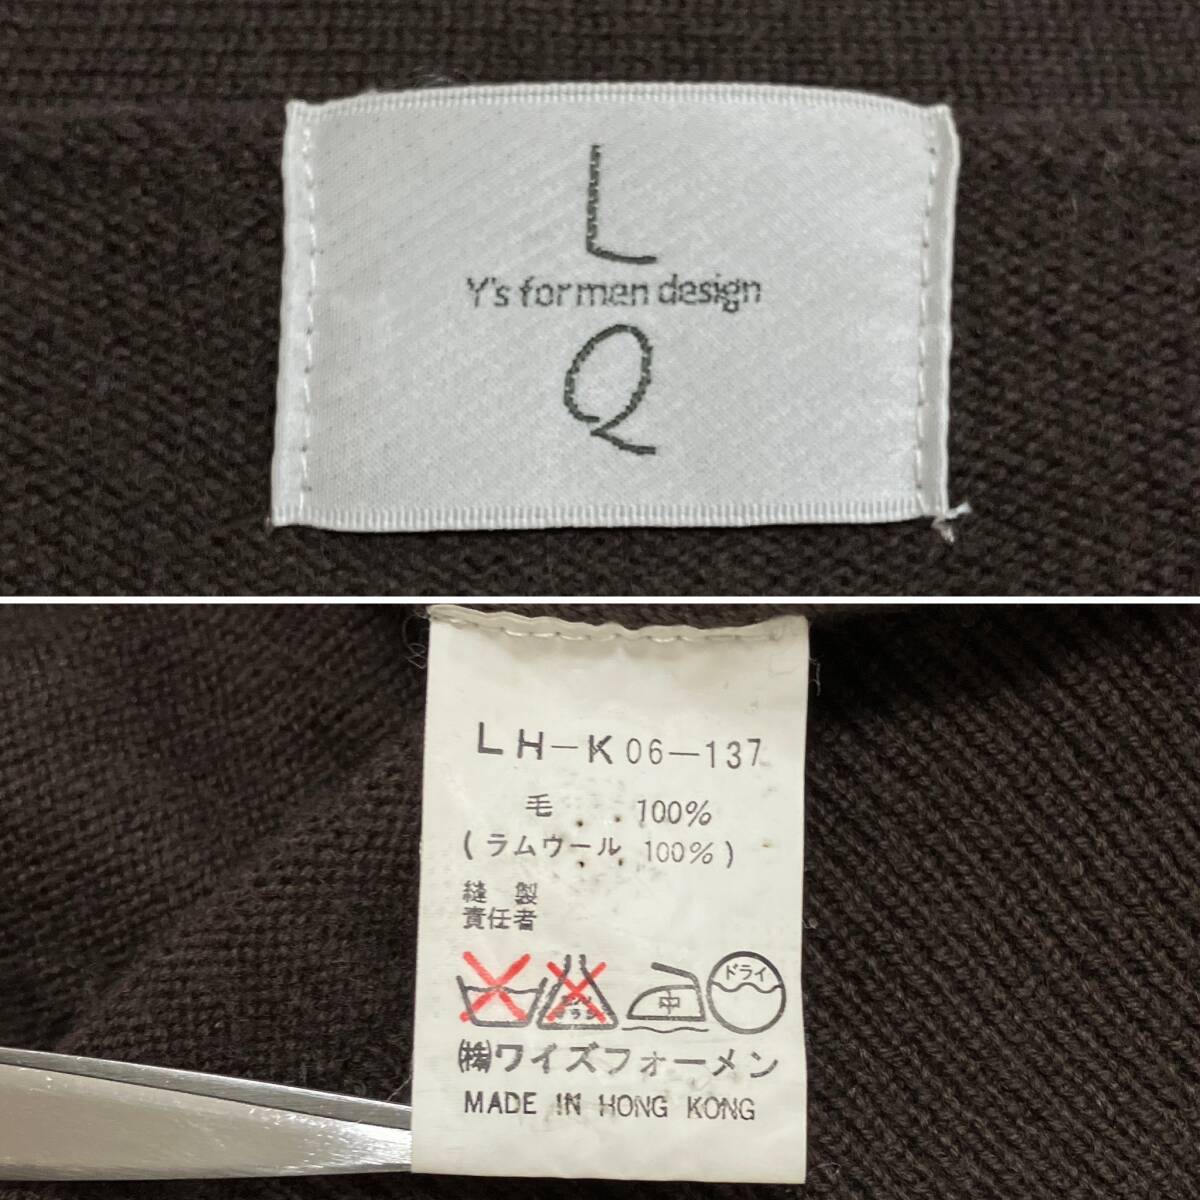 L
Y's for men design
Q
LH-K06-137
毛 100%
(ラムウール 100%)
縫製
責任者
中
ドライ
㈱ワイズフォーメン
MADE IN HONG KONG